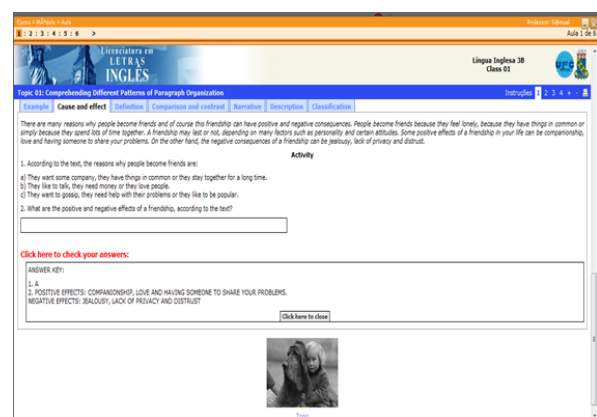 Curso > Módulo > Aula
Professor: I@nual
1 : 2 : 3 : 4 : 5 : 6 >
Aula 1 de 6
Licenciatura em
LETRAS
INGLÊS
Língua Inglesa 3B
Class 01
UFC
Topic 01: Comprehending Different Patterns of Paragraph Organization
Instruções 1 2 3 4 + -
Example Cause and effect Definition Comparison and contrast Narrative Description Classification
There are many reasons why people become friends and of course this friendship can have positive and negative consequences. People become friends because they feel lonely, because they have things in common or
simply because they spend lots of time together. A friendship may last or not, depending on many factors such as personality and certain attitudes. Some positive effects of a friendship in your life can be companionship,
love and having someone to share your problems. On the other hand, the negative consequences of a friendship can be jealousy, lack of privacy and distrust.
Activity
1. According to the text, the reasons why people become friends are:
a) They want some company, they have things in common or they stay together for a long time.
b) They like to talk, they need money or they love people.
c) They want to gossip, they need help with their problems or they like to be popular.
2. What are the positive and negative effects of a friendship, according to the text?
Click here to check your answers:
ANSWER KEY:
1. A
2. POSITIVE EFFECTS: COMPANIONSHIP, LOVE AND HAVING SOMEONE TO SHARE YOUR PROBLEMS.
NEGATIVE EFFECTS: JEALOUSY, LACK OF PRIVACY AND DISTRUST
Click here to close